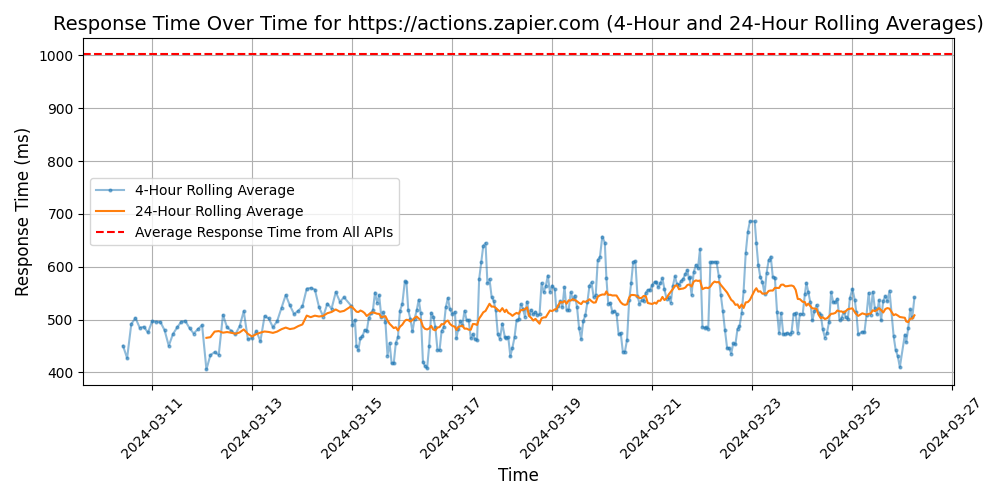 Response Time Over Time for https://actions.zapier.com (4-Hour and 24-Hour Rolling Averages)
Response Time (ms)
1000
900
800
700
600
500
400
4-Hour Rolling Average
24-Hour Rolling Average
Average Response Time from All APIs
2024-03-11
2024-03-13
2024-03-15
2024-03-17
2024-03-19
2024-03-21
2024-03-23
2024-03-25
2024-03-27
Time